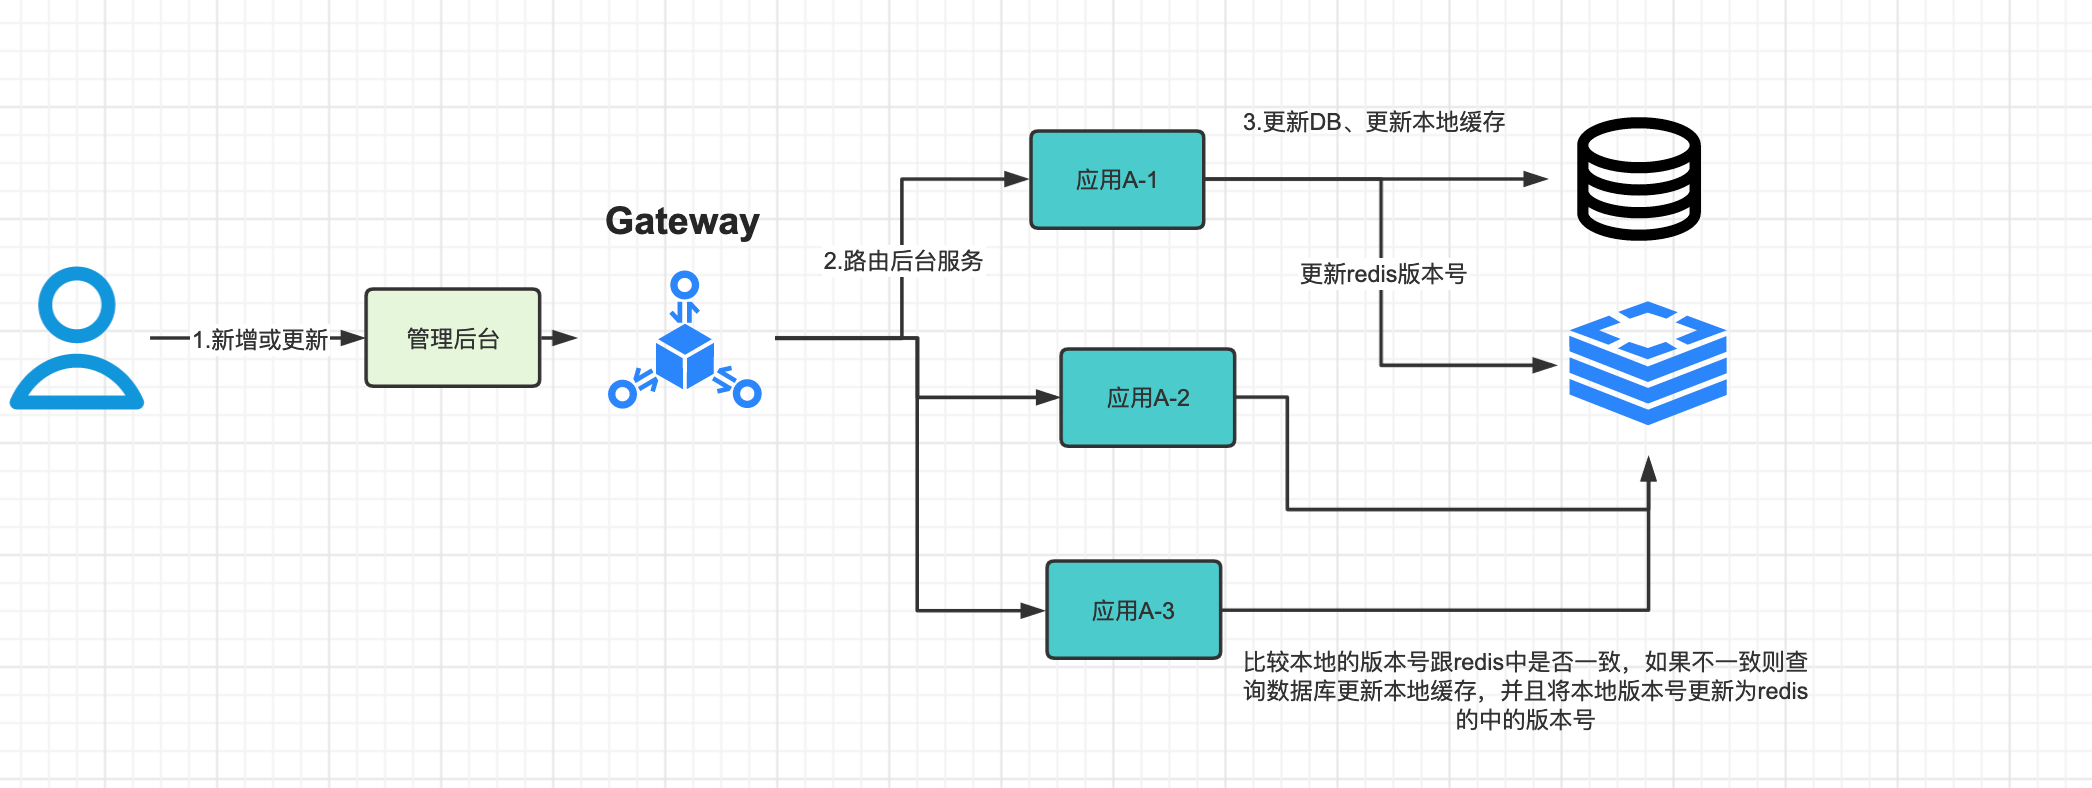 3.更新DB、更新本地缓存
应用A-1
Gateway
2.路由后台服务
更新redis版本号
1.新增或更新
管理后台
应用A-2
应用A-3
比较本地的版本号跟redis中是否一致，如果不一致则查
询数据库更新本地缓存，并且将本地版本号更新为redis
的中的版本号